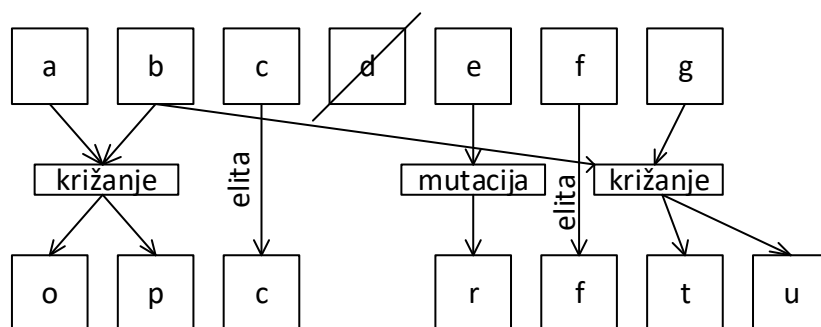 a b c d e f g
elita
križanje mutacija križanje
elita
o p c r f t u